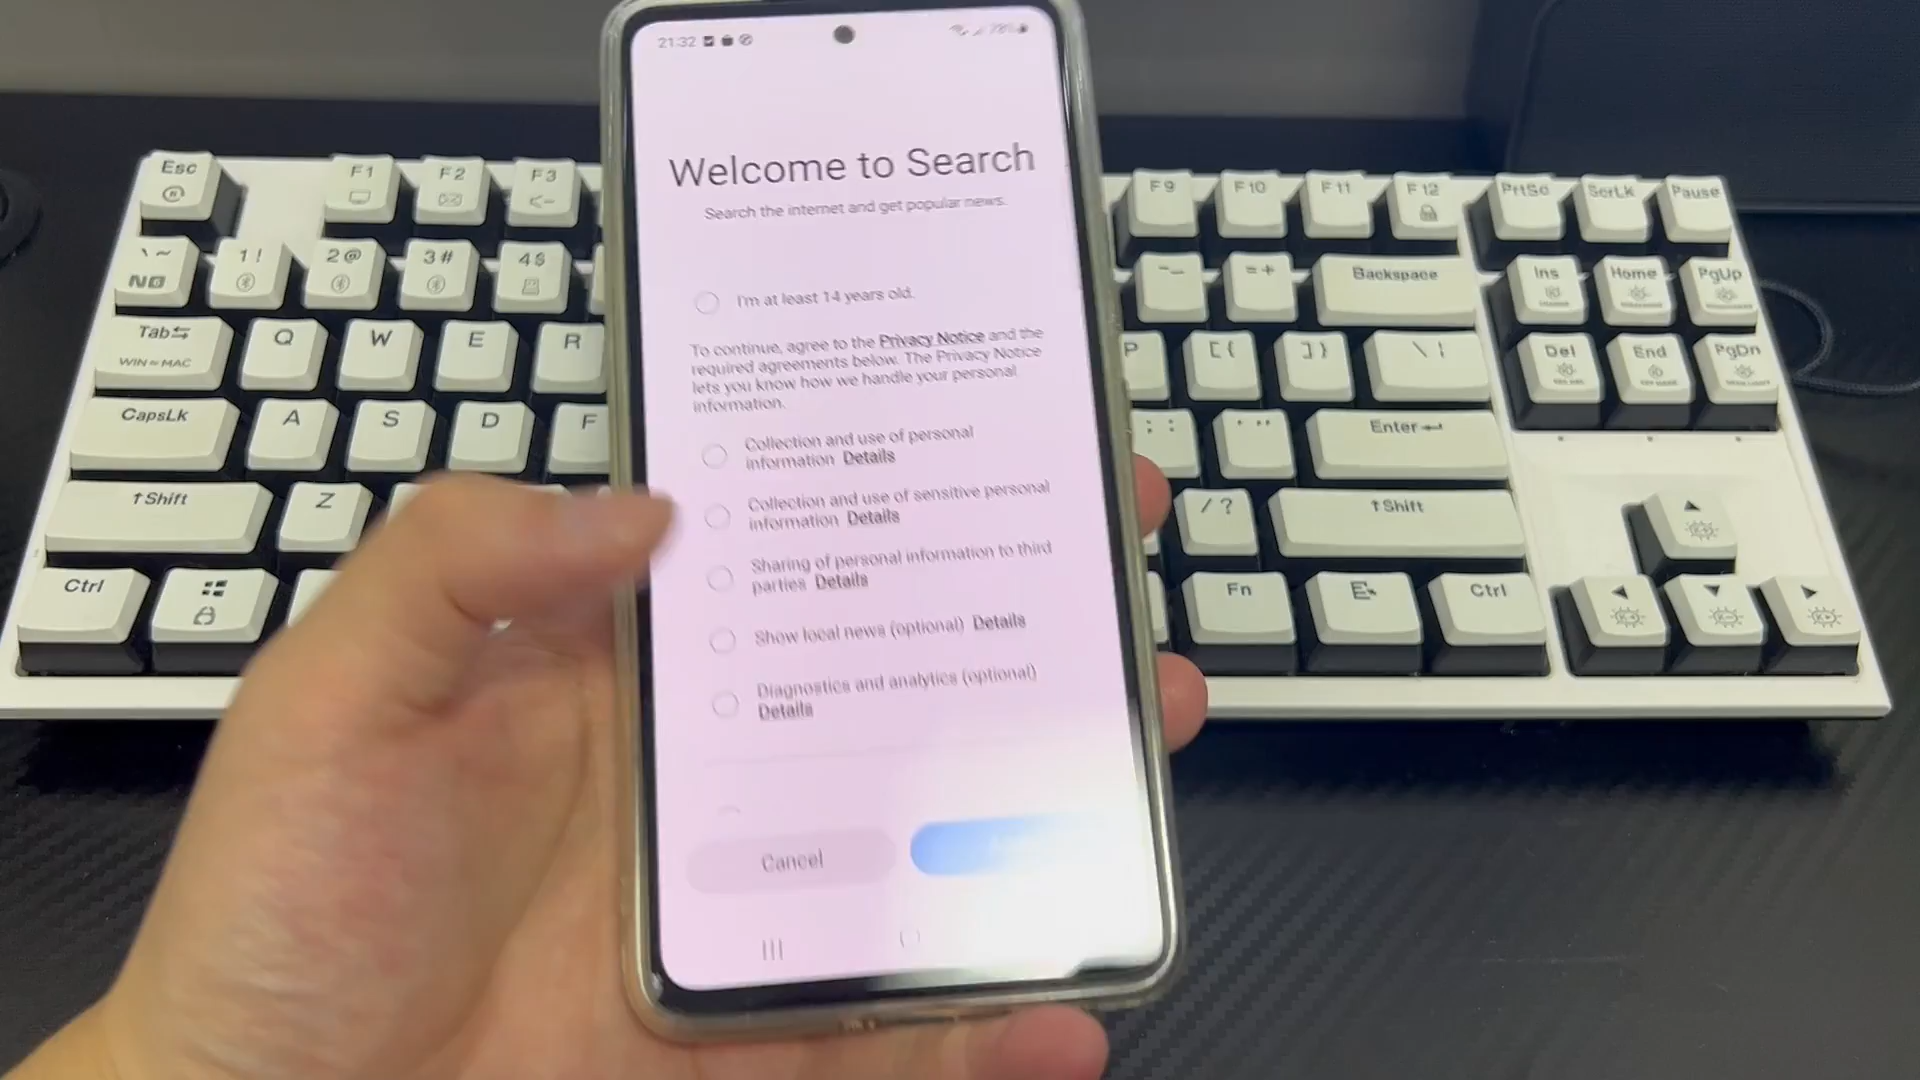 21:32
78%
Welcome to Search
Search the internet and get popular news.
I'm at least 14 years old.
To continue, agree to the Privacy Notice and the
required agreements below. The Privacy Notice
lets you know how we handle your personal
information.
Collection and use of personal
information Details
Collection and use of sensitive personal
information Details
Sharing of personal information to third
parties Details
Show local news (optional) Details
Diagnostics and analytics (optional)
Details
Cancel
Esc
F1
F2
F3
F9
F10
F11
F12
PrtSc
ScrLk
Pause
` ~
1 !
2 @
3 #
4 $
- _
= +
Backspace
Ins
Home
PgUp
Tab
WIN MAC
Q
W
E
R
P
[ {
] }
\ |
Del
End
PgDn
CapsLk
A
S
D
F
; :
' "
Enter
Shift
Z
/ ?
Shift
Ctrl
Fn
Ctrl